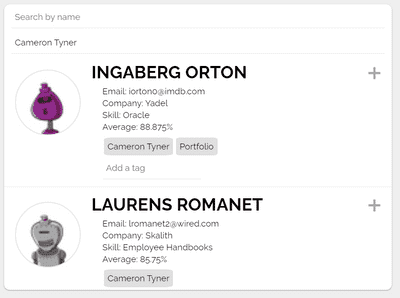 Search by name
Cameron Tyner
INGABERG ORTON
Email: iorton0@imdb.com
Company: Yadel
Skill: Oracle
Average: 88.875%
Cameron Tyner Portfolio
Add a tag
LAURENS ROMANET
Email: lromanet2@wired.com
Company: Skalith
Skill: Employee Handbooks
Average: 85.75%
Cameron Tyner